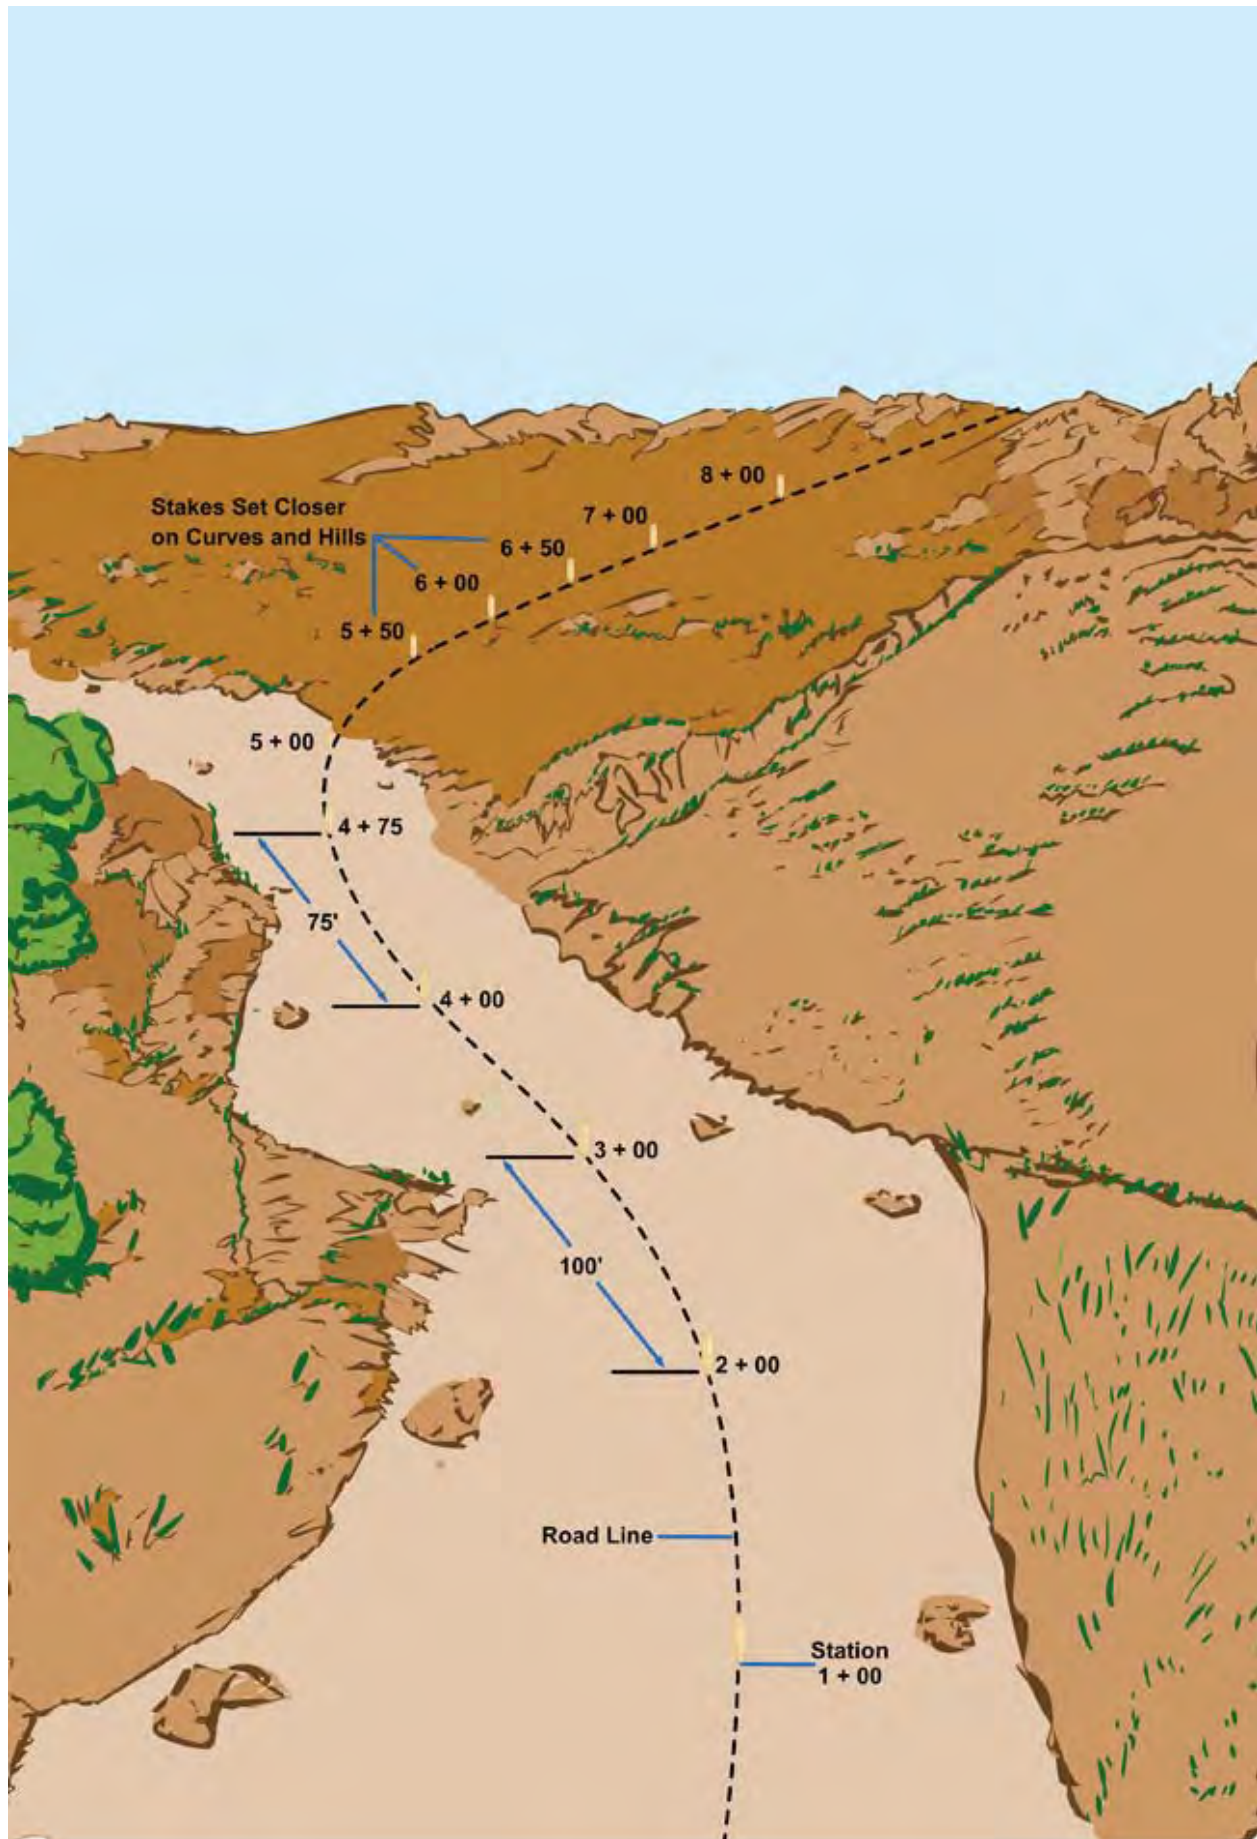 8 + 00
Stakes Set Closer
on Curves and Hills
7 + 00
6 + 50
6 + 00
5 + 50
5 + 00
4 + 75
75'
4 + 00
3 + 00
100'
2 + 00
Road Line
Station
1 + 00